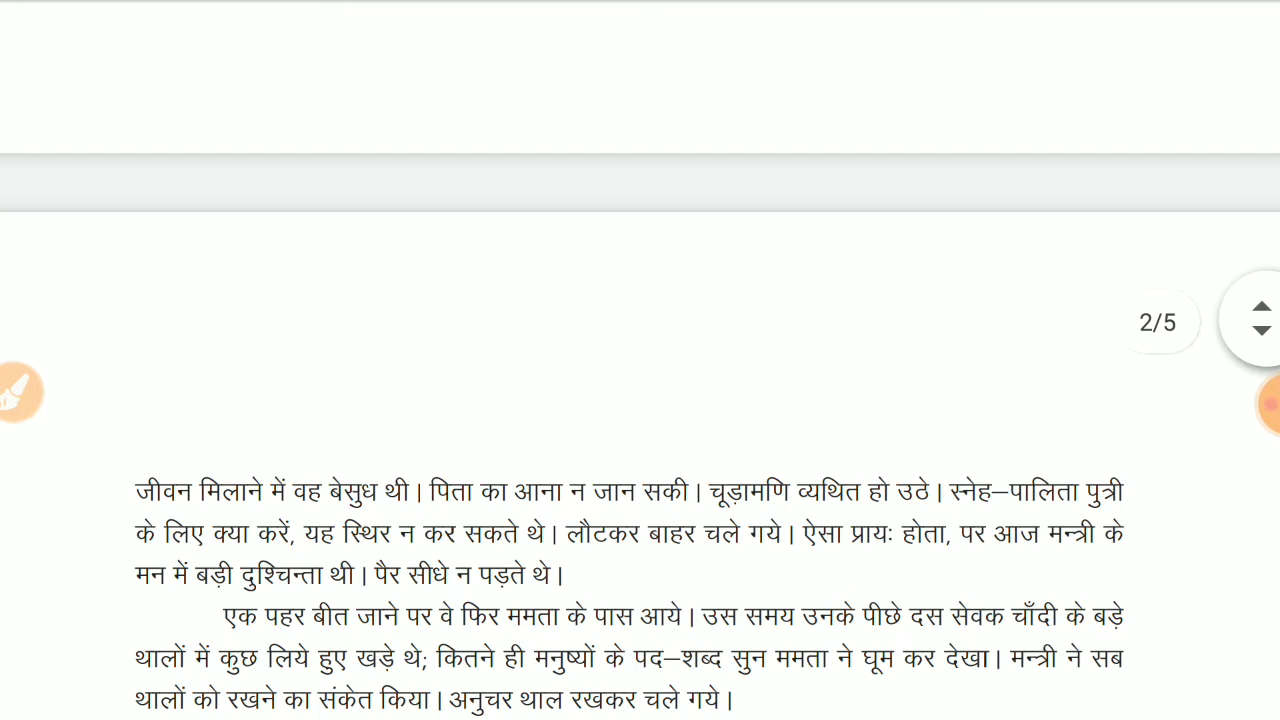 2/5
जीवन मिलाने में वह बेसुध थी। पिता का आना न जान सकी। चूड़ामणि व्यथित हो उठे। स्नेह–पालिता पुत्री
के लिए क्या करें, यह स्थिर न कर सकते थे। लौटकर बाहर चले गये। ऐसा प्रायः होता, पर आज मन्त्री के
मन में बड़ी दुश्चिन्ता थी। पैर सीधे न पड़ते थे।
एक पहर बीत जाने पर वे फिर ममता के पास आये। उस समय उनके पीछे दस सेवक चाँदी के बड़े
थालों में कुछ लिये हुए खड़े थे; कितने ही मनुष्यों के पद–शब्द सुन ममता ने घूम कर देखा। मन्त्री ने सब
थालों को रखने का संकेत किया। अनुचर थाल रखकर चले गये।